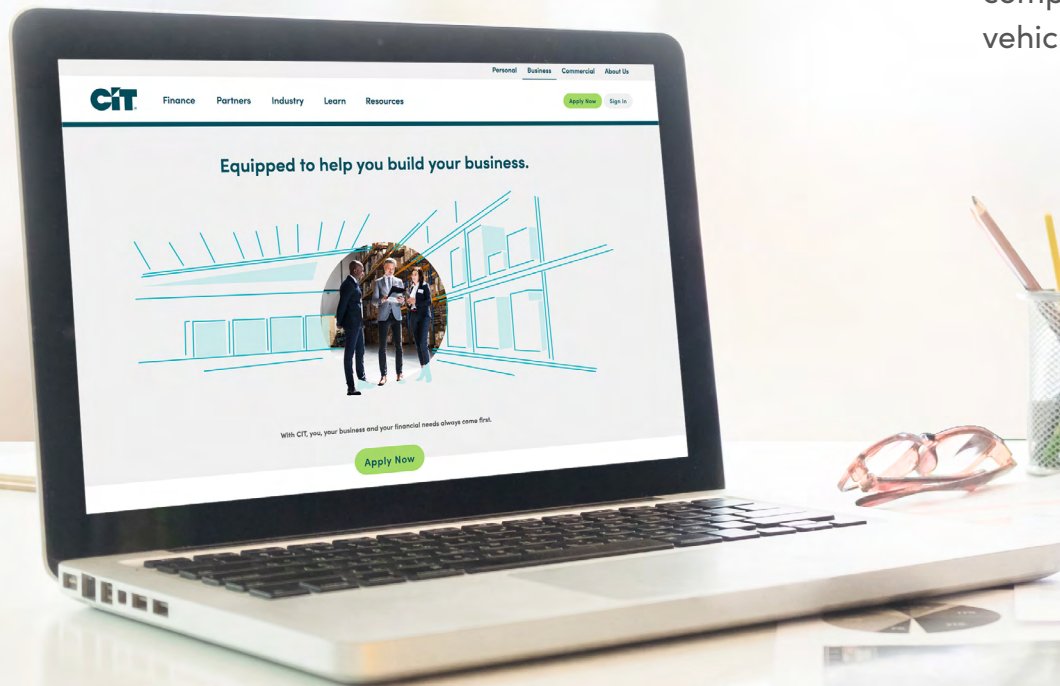 comp
vehic
Personal Business Commercial About Us
CIT Finance Partners Industry Learn Resources Apply Now Sign In
Equipped to help you build your business.
With CIT, you, your business and your financial needs always come first.
Apply Now